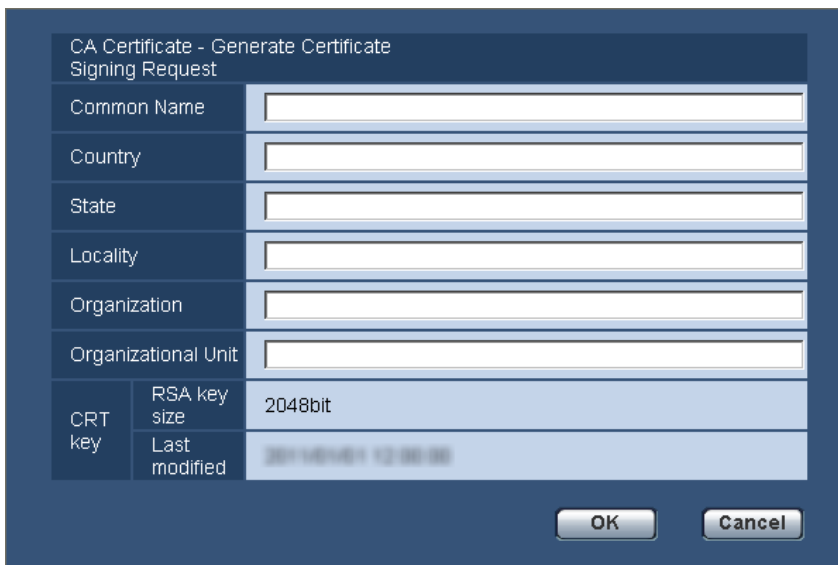 CA Certificate - Generate Certificate
Signing Request
Common Name
Country
State
Locality
Organization
Organizational Unit
CRT
key
RSA key
size
2048bit
Last
modified
OK
Cancel